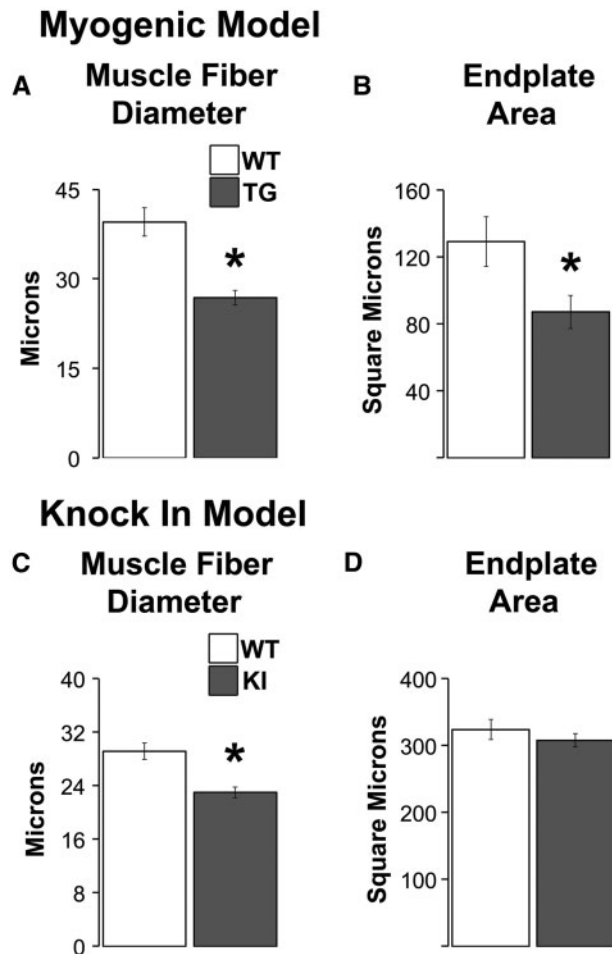 Myogenic Model
A Muscle Fiber Diameter
WT
TG
45
30
15
0
Microns
*
B Endplate Area
160
120
80
40
Square Microns
*
Knock In Model
C Muscle Fiber Diameter
WT
KI
40
32
24
16
8
0
Microns
*
D Endplate Area
400
300
200
100
Square Microns